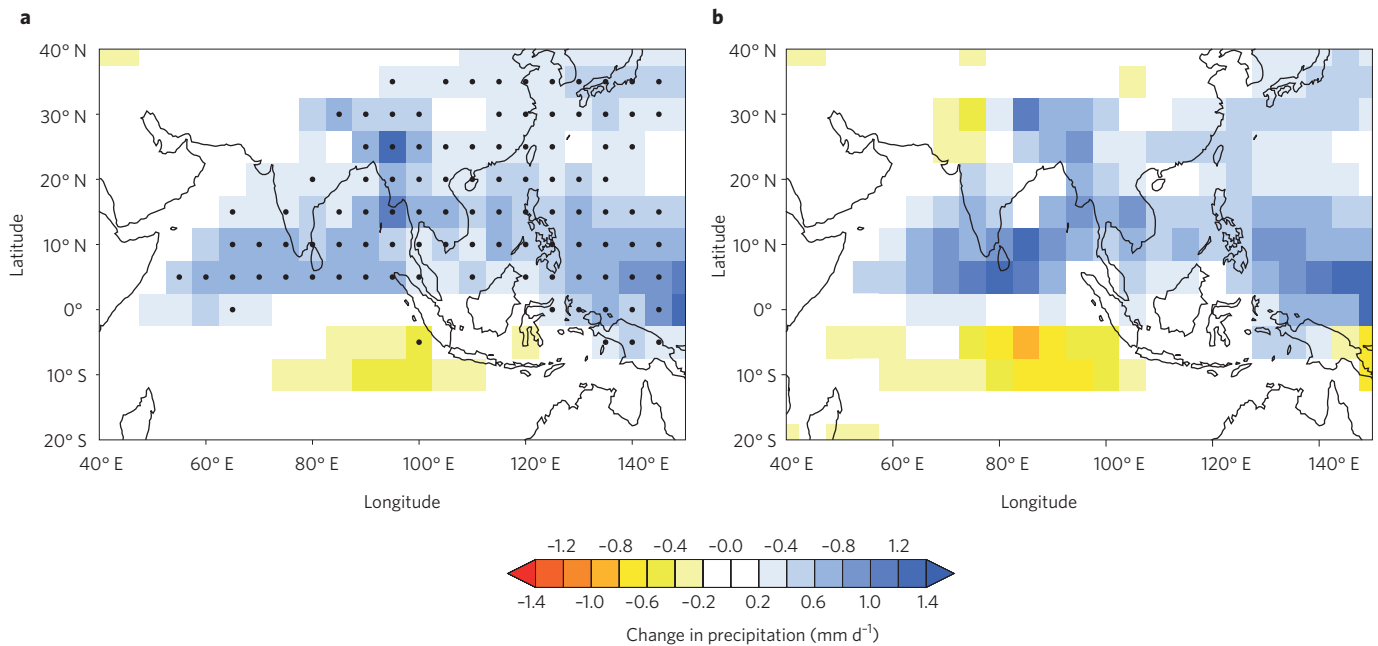 a
b
40° N
30° N
20° N
10° N
0°
10° S
20° S
Latitude
40° E
60° E
80° E
100° E
120° E
140° E
Longitude
40° N
30° N
20° N
10° N
0°
10° S
20° S
Latitude
40° E
60° E
80° E
100° E
120° E
140° E
Longitude
–1.2 –0.8 –0.4 –0.0 –0.4 –0.8 1.2
–1.4 –1.0 –0.6 –0.2 0.2 0.6 1.0 1.4
Change in precipitation (mm d⁻¹)